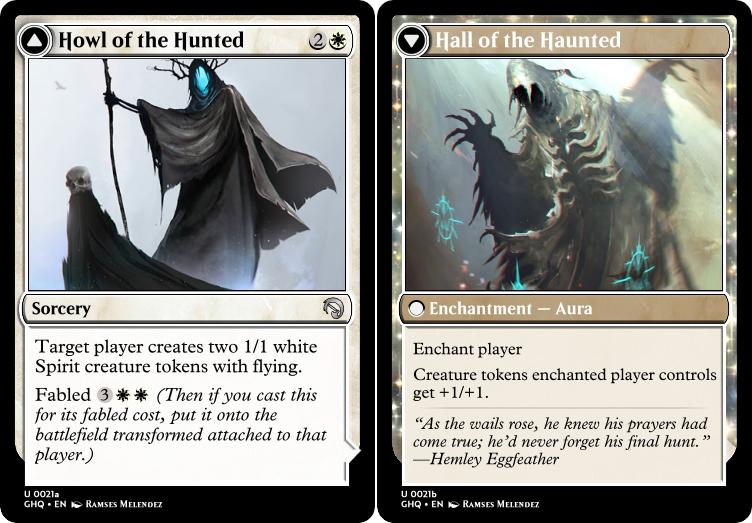 Howl of the Hunted
2
Sorcery
Target player creates two 1/1 white
Spirit creature tokens with flying.
Fabled 3 (Then if you cast this
for its fabled cost, put it onto the
battlefield transformed attached to that
player.)
U 0021a
GHQ • EN Ramses Melendez
Hall of the Haunted
Enchantment — Aura
Enchant player
Creature tokens enchanted player controls
get +1/+1.
“As the wails rose, he knew his prayers had
come true; he’d never forget his final hunt.”
—Hemley Eggfeather
U 0021b
GHQ • EN Ramses Melendez